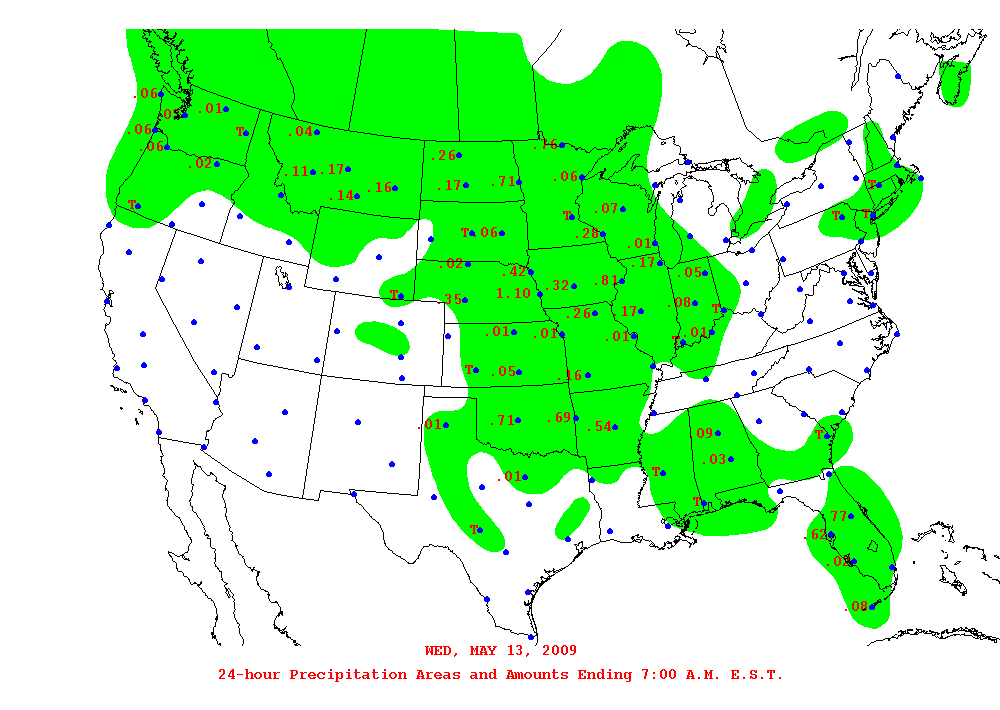 .06
.01
.06
T
.04
.06
.26
.76
.02
.11 .17
.16
.17
.71
.06
.14
T
T
T
.07
T
T
T .06
.28
.01
.02
.17
.42
.05
.32
.81
T
.35
1.10
.08
.26
.17
T
.01
.01
.01
.01
T
T
.05
.16
.01
.71
.69
.54
.09
T
.03
T
.01
T
T
.77
.62
.02
.08
WED, MAY 13, 2009
24-hour Precipitation Areas and Amounts Ending 7:00 A.M. E.S.T.